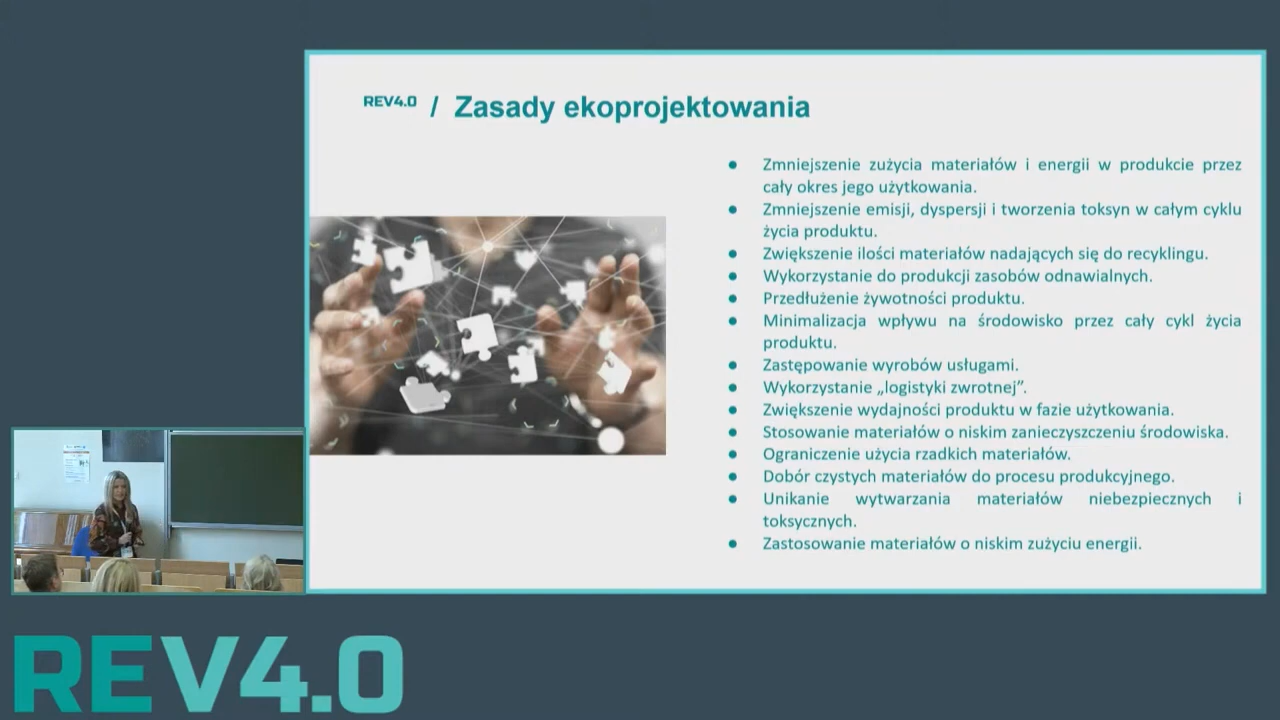 REV4.0 / Zasady ekoprojektowania
● Zmniejszenie zużycia materiałów i energii w produkcie przez
cały okres jego użytkowania.
● Zmniejszenie emisji, dyspersji i tworzenia toksyn w całym cyklu
życia produktu.
● Zwiększenie ilości materiałów nadających się do recyklingu.
● Wykorzystanie do produkcji zasobów odnawialnych.
● Przedłużenie żywotności produktu.
● Minimalizacja wpływu na środowisko przez cały cykl życia
produktu.
● Zastępowanie wyrobów usługami.
● Wykorzystanie „logistyki zwrotnej”.
● Zwiększenie wydajności produktu w fazie użytkowania.
● Stosowanie materiałów o niskim zanieczyszczeniu środowiska.
● Ograniczenie użycia rzadkich materiałów.
● Dobór czystych materiałów do procesu produkcyjnego.
● Unikanie wytwarzania materiałów niebezpiecznych i
toksycznych.
● Zastosowanie materiałów o niskim zużyciu energii.
REV4.0